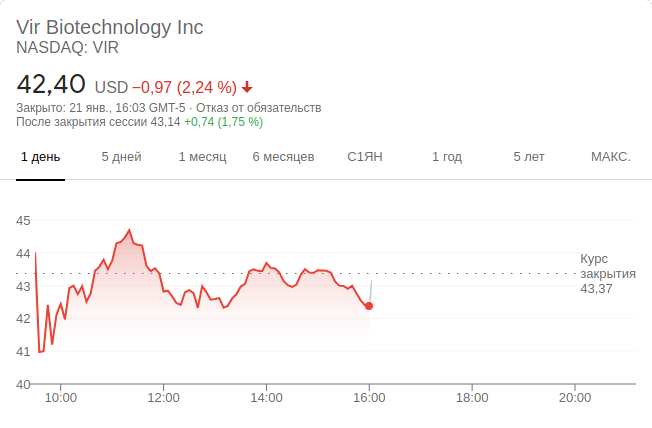 Vir Biotechnology Inc
NASDAQ: VIR
42,40 USD −0,97 (2,24 %)
Закрыто: 21 янв., 16:03 GMT-5 · Отказ от обязательств
После закрытия сессии 43,14 +0,74 (1,75 %)
1 день 5 дней 1 месяц 6 месяцев С1ЯН 1 год 5 лет МАКС.
45
44
43
42
41
40
Курс
закрытия
43,37
10:00 12:00 14:00 16:00 18:00 20:00